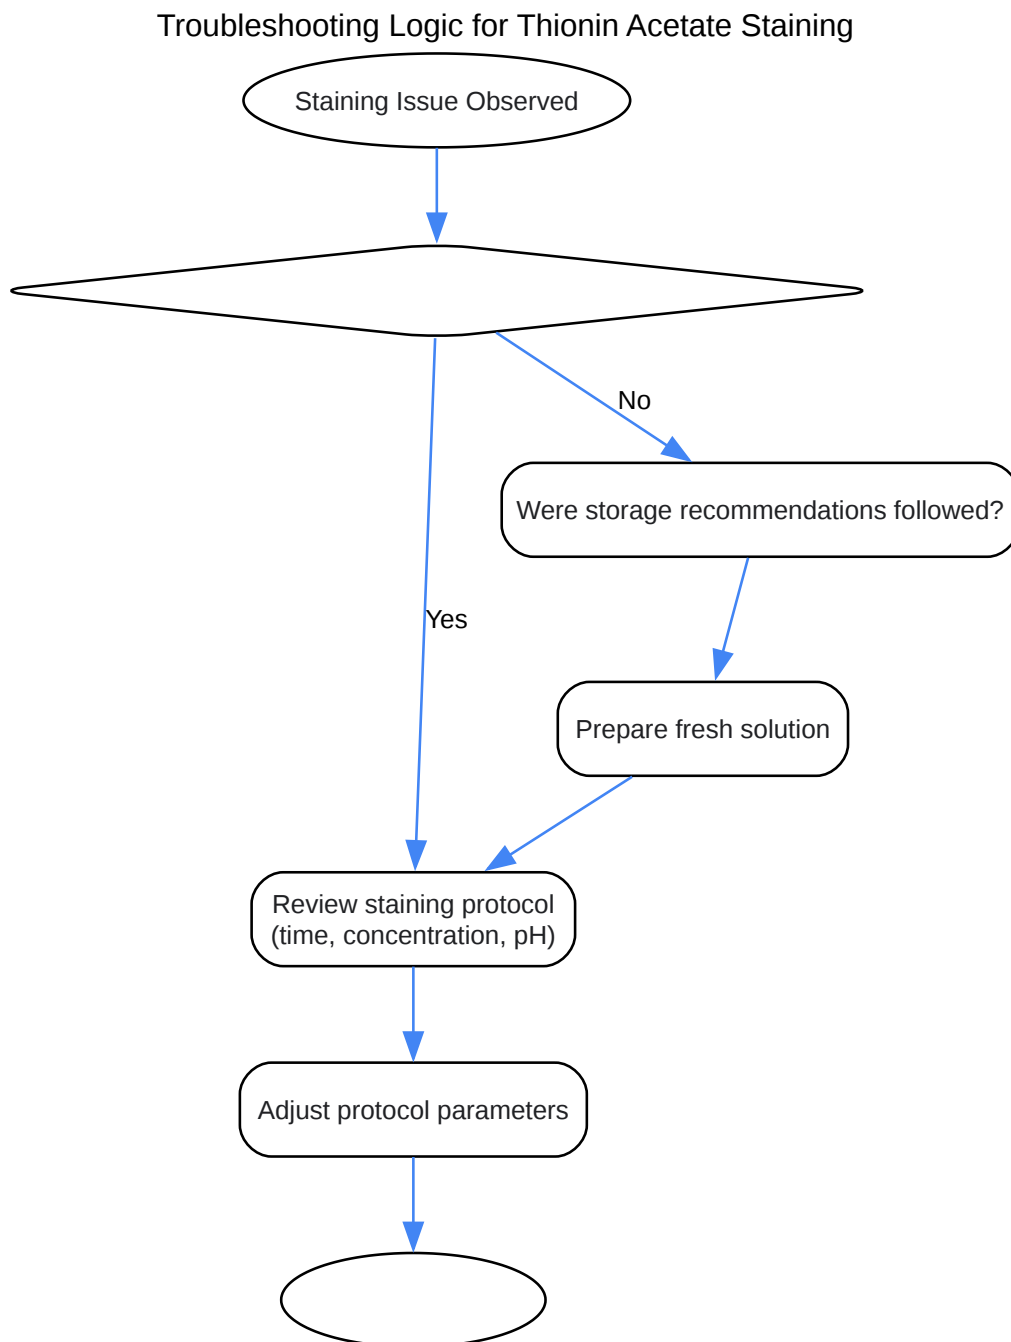 Troubleshooting Logic for Thionin Acetate Staining
Staining Issue Observed
No
Were storage recommendations followed?
Yes
Prepare fresh solution
Review staining protocol
(time, concentration, pH)
Adjust protocol parameters